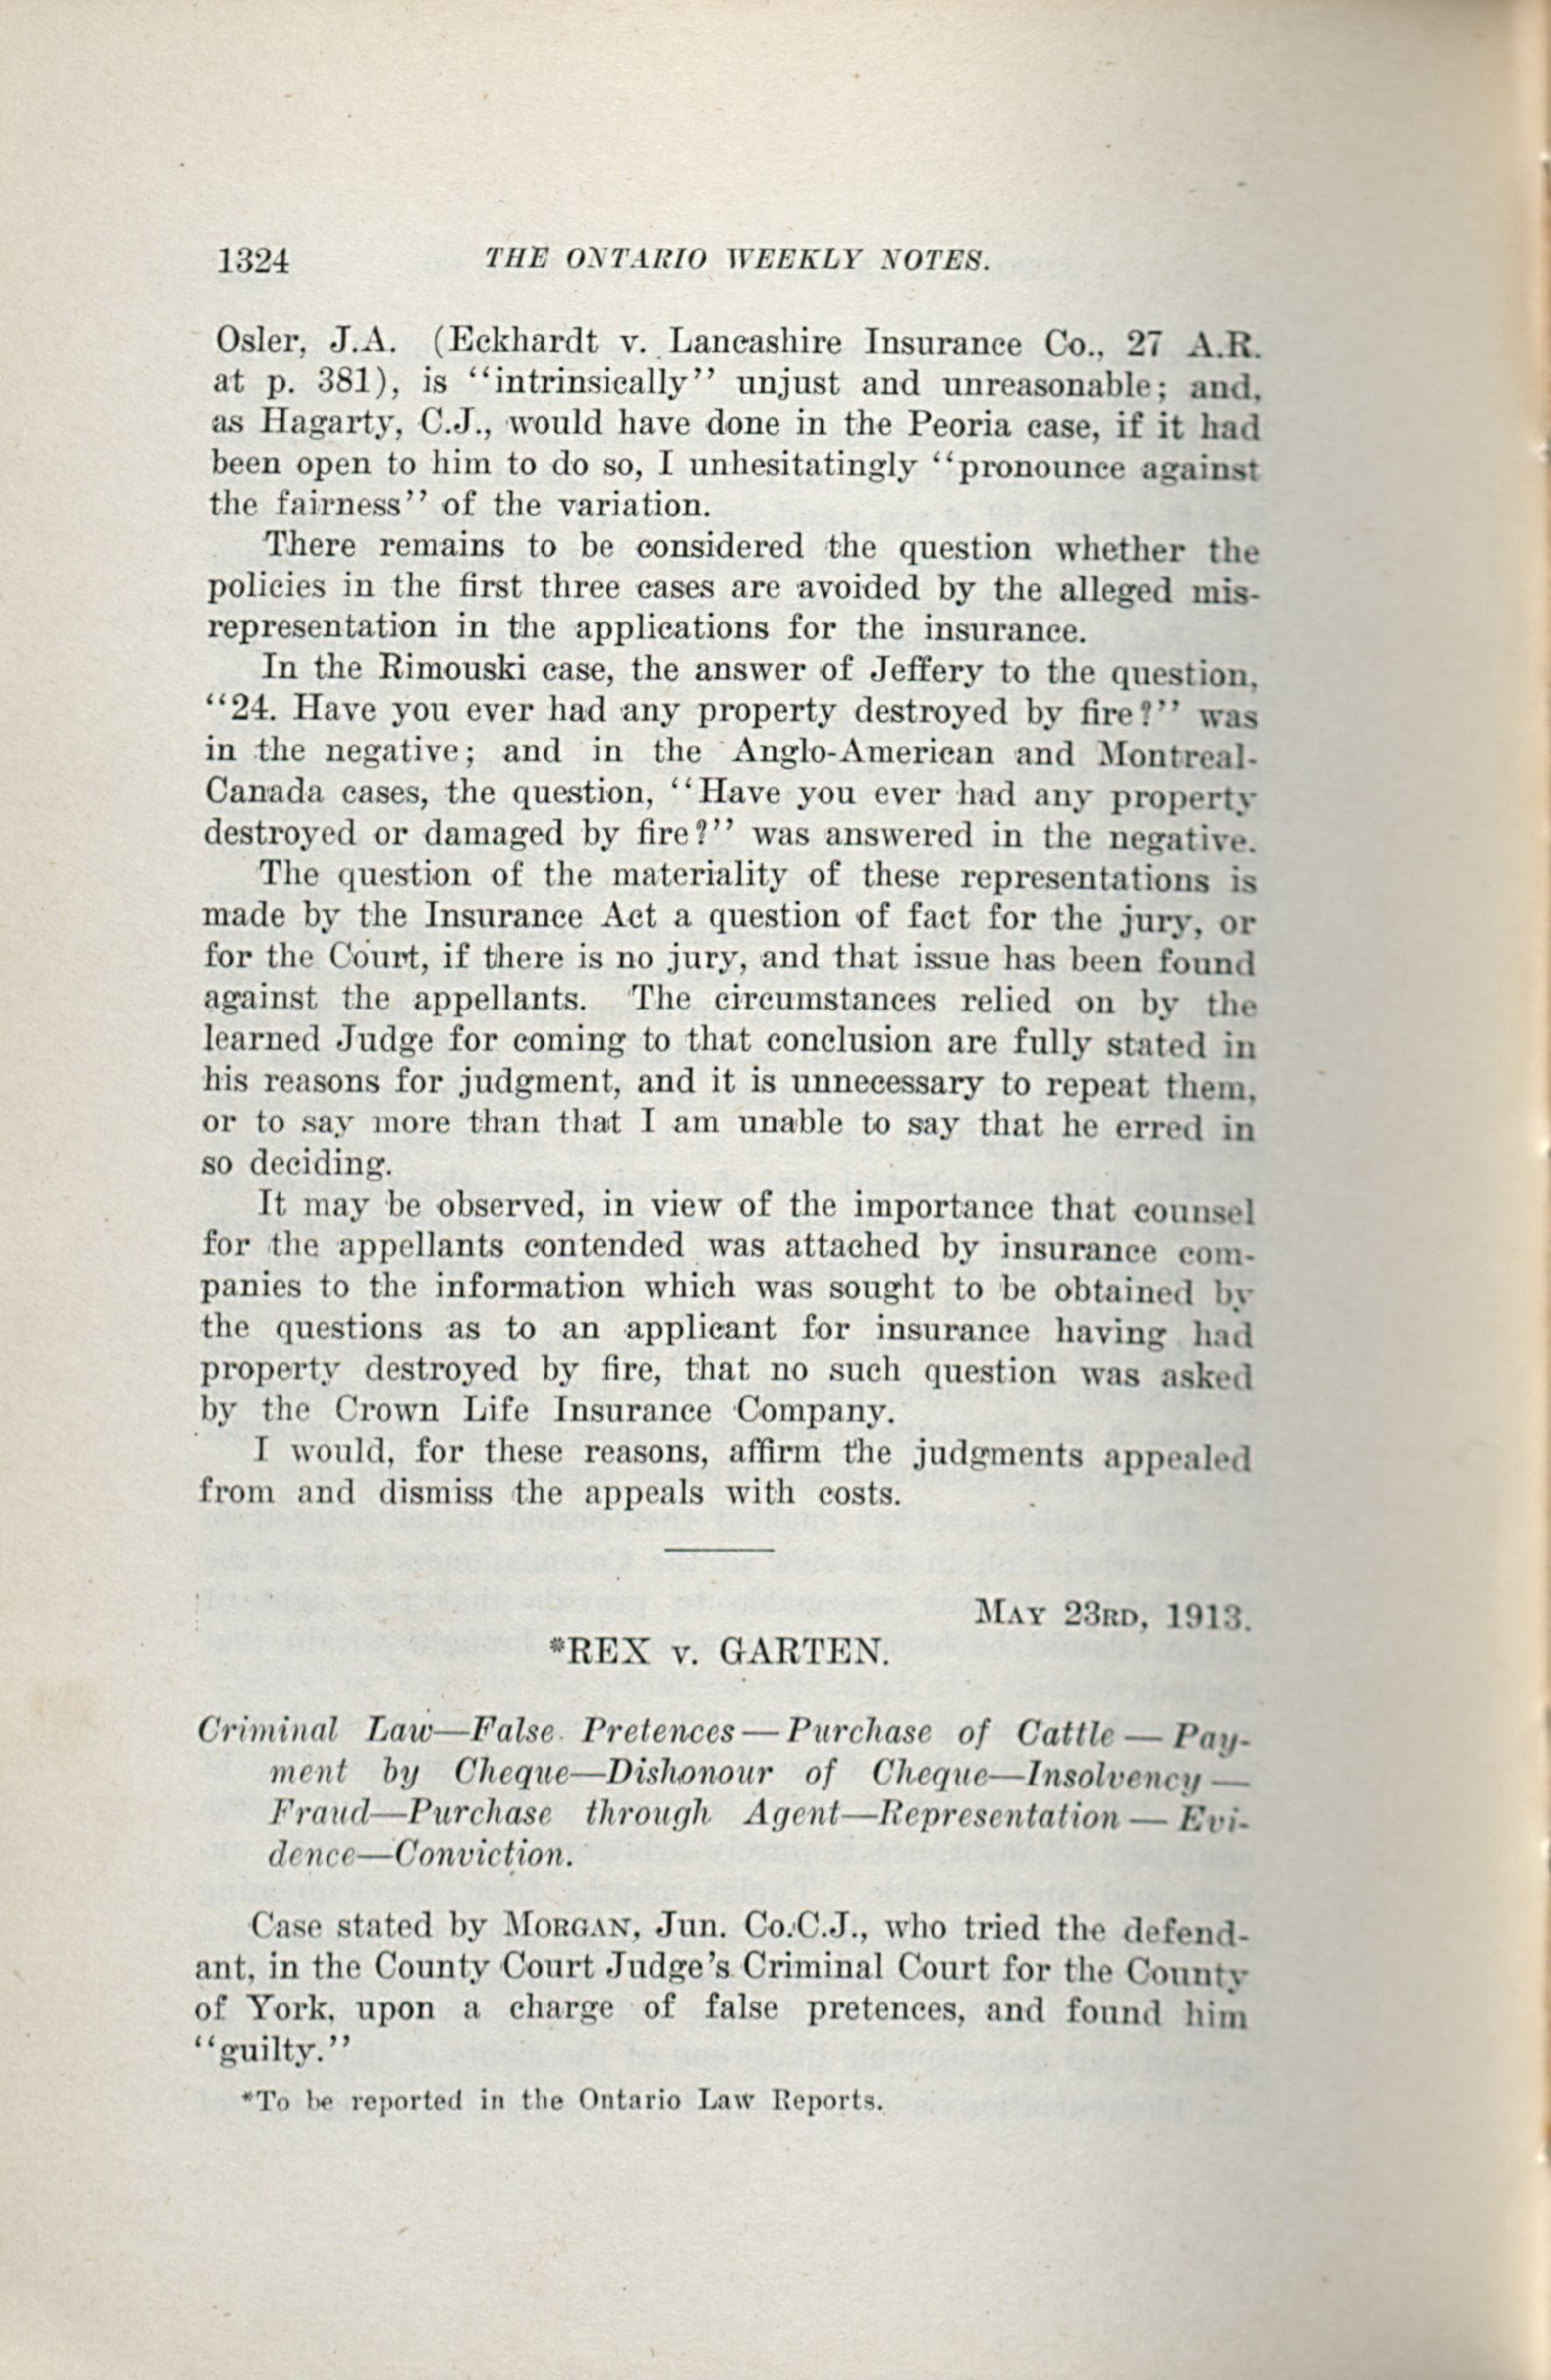 1324 THE ONTARIO WEEKLY NOTES.
Osler, J.A. (Eckhardt v. Lancashire Insurance Co., 27 A.R.
at p. 381), is ‘‘intrinsically’’ unjust and unreasonable; and,
as Hagarty, C.J., would have done in the Peoria case, if it had
been open to him to do so, I unhesitatingly ‘‘pronounce against
the fairness’’ of the variation.
There remains to be considered the question whether the
policies in the first three cases are avoided by the alleged mis-
representation in the applications for the insurance.
In the Rimouski case, the answer of Jeffery to the question,
‘‘24. Have you ever had any property destroyed by fire?’’ was
in the negative; and in the Anglo-American and Montreal-
Canada cases, the question, ‘‘Have you ever had any property
destroyed or damaged by fire?’’ was answered in the negative.
The question of the materiality of these representations is
made by the Insurance Act a question of fact for the jury, or
for the Court, if there is no jury, and that issue has been found
against the appellants. The circumstances relied on by the
learned Judge for coming to that conclusion are fully stated in
his reasons for judgment, and it is unnecessary to repeat them,
or to say more than that I am unable to say that he erred in
so deciding.
It may be observed, in view of the importance that counsel
for the appellants contended was attached by insurance com-
panies to the information which was sought to be obtained by
the questions as to an applicant for insurance having had
property destroyed by fire, that no such question was asked
by the Crown Life Insurance Company.
I would, for these reasons, affirm the judgments appealed
from and dismiss the appeals with costs.
May 23rd, 1913.
*REX v. GARTEN.
Criminal Law—False Pretences—Purchase of Cattle—Pay-
ment by Cheque—Dishonour of Cheque—Insolvency—
Fraud—Purchase through Agent—Representation—Evi-
dence—Conviction.
Case stated by Morgan, Jun. Co.C.J., who tried the defend-
ant, in the County Court Judge’s Criminal Court for the County
of York, upon a charge of false pretences, and found him
‘‘guilty.’’
*To be reported in the Ontario Law Reports.